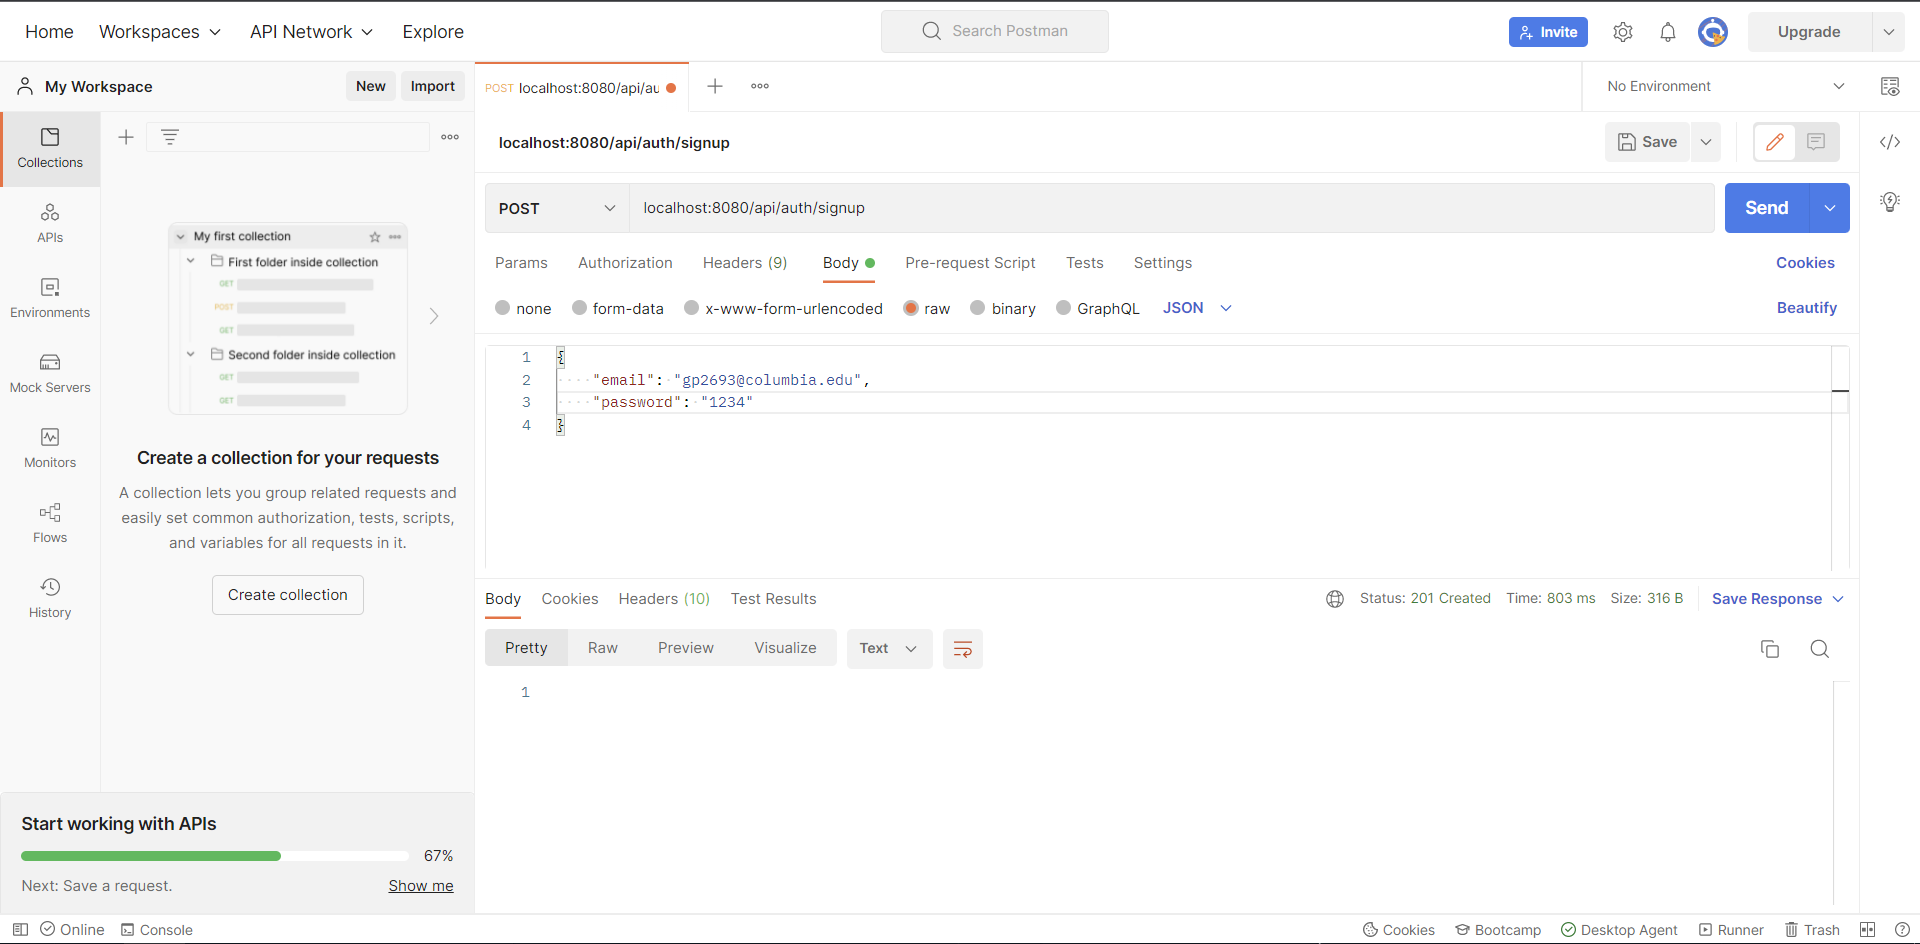 Home Workspaces API Network Explore Search Postman Invite Upgrade
My Workspace New Import POST localhost:8080/api/au No Environment
Collections
APIs
Environments
Mock Servers
Monitors
Flows
History
My first collection
First folder inside collection
GET
POST
GET
Second folder inside collection
GET
GET
Create a collection for your requests
A collection lets you group related requests and
easily set common authorization, tests, scripts,
and variables for all requests in it.
Create collection
Start working with APIs
67%
Next: Save a request. Show me
localhost:8080/api/auth/signup Save
POST localhost:8080/api/auth/signup Send
Params Authorization Headers (9) Body Pre-request Script Tests Settings Cookies
none form-data x-www-form-urlencoded raw binary GraphQL JSON Beautify
1 {
2 "email": "gp2693@columbia.edu",
3 "password": "1234"
4 }
Body Cookies Headers (10) Test Results Status: 201 Created Time: 803 ms Size: 316 B Save Response
Pretty Raw Preview Visualize Text
1
Online Console Cookies Bootcamp Desktop Agent Runner Trash